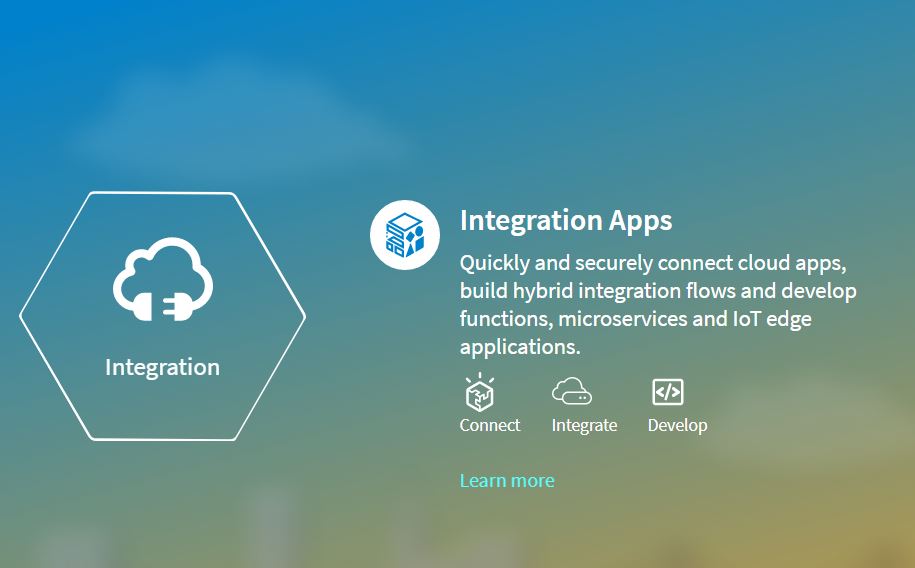 Integration
Integration Apps
Quickly and securely connect cloud apps,
build hybrid integration flows and develop
functions, microservices and IoT edge
applications.
Connect
Integrate
Develop
Learn more